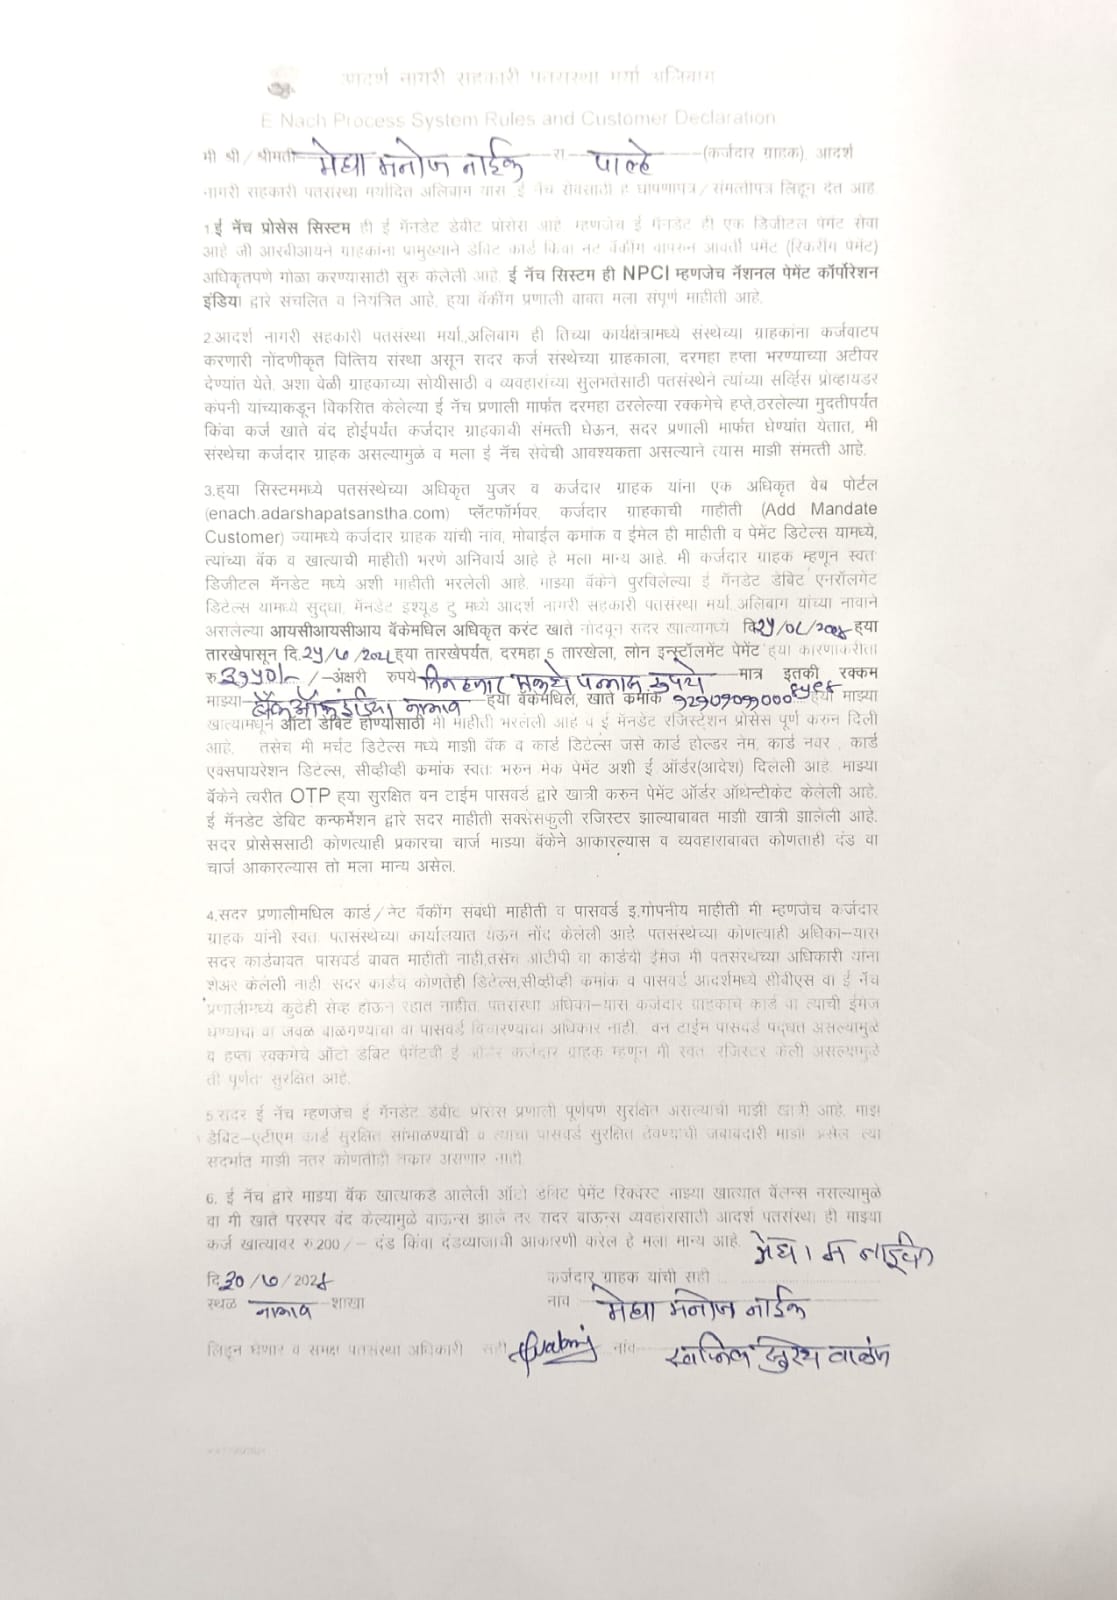 आदर्श नागरी सहकारी पतसंस्था मर्या अलिबाग
E Nach Process System Rules and Customer Declaration
मी श्री / श्रीमती मेघा मनोज नाईक रा पाल्हे (कर्जदार ग्राहक), आदर्श
नागरी सहकारी पतसंस्था मर्यादित अलिबाग यास ई नॅच सेवेसाठी हे घोषणापत्र / संमत्तीपत्र लिहून देत आहे.
1.ई नॅच प्रोसेस सिस्टिम ही ई मॅनडेट डेबीट प्रोसेस आहे म्हणजेच ई मॅनडेट ही एक डिजीटल पेमेंट सेवा
आहे जी आरबीआयने ग्राहकांना प्रामुख्याने डेबिट कार्ड किंवा नेट बँकींग वापरुन आवर्ती पेमेंट (रिकरींग पेमेंट)
अधिकृतपणे गोळा करण्यासाठी सुरु केलेली आहे. ई नॅच सिस्टिम ही NPCI म्हणजेच नॅशनल पेमेंट कॉर्पोरेशन
इंडिया द्वारे संचलित व नियंत्रित आहे, हया बँकींग प्रणाली बाबत मला संपूर्ण माहीती आहे.
2.आदर्श नागरी सहकारी पतसंस्था मर्या.,अलिबाग ही तिच्या कार्यक्षेत्रामध्ये संस्थेच्या ग्राहकांना कर्जवाटप
करणारी नोंदणीकृत वित्तिय संस्था असून सदर कर्ज संस्थेच्या ग्राहकाला, दरमहा हप्ता भरण्याच्या अटीवर
देण्यांत येते. अशा वेळी ग्राहकाच्या सोयीसाठी व व्यवहारांच्या सुलभतेसाठी पतसंस्थेने त्यांच्या सर्व्हिस प्रोव्हायडर
कंपनी यांच्याकडून विकसित केलेल्या ई नॅच प्रणाली मार्फत दरमहा ठरलेल्या रक्कमेचे हप्ते,ठरलेल्या मुदतीपर्यंत
किंवा कर्ज खाते बंद होईपर्यंत कर्जदार ग्राहकाची संमत्ती घेऊन, सदर प्रणाली मार्फत घेण्यांत येतात, मी
संस्थेचा कर्जदार ग्राहक असल्यामुळे व मला ई नॅच सेवेची आवश्यकता असल्याने त्यास माझी संमत्ती आहे.
3.हया सिस्टममध्ये पतसंस्थेच्या अधिकृत युजर व कर्जदार ग्राहक यांना एक अधिकृत वेब पोर्टल
(enach.adarshapatsanstha.com) प्लॅटफॉर्मवर, कर्जदार ग्राहकाची माहीती (Add Mandate
Customer) ज्यामध्ये कर्जदार ग्राहक यांची नांव, मोबाईल कमांक व ईमेल ही माहीती व पेमेंट डिटेल्स यामध्ये,
त्यांच्या बँक व खात्याची माहीती भरणे अनिवार्य आहे हे मला मान्य आहे. मी कर्जदार ग्राहक म्हणून स्वतः
डिजीटल मॅनडेट मध्ये अशी माहीती भरलेली आहे. माझ्या बँकेने पुरविलेल्या ई मॅनडेट डेबिट एनरॉलमेंट
डिटेल्स यामध्ये सुद्धा, मॅनडेट इश्यूड टु मध्ये आदर्श नागरी सहकारी पतसंस्था मर्या.,अलिबाग यांच्या नावाने
असलेल्या आयसीआयसीआय बँकेमधिल अधिकृत करंट खाते नोंदवून सदर खात्यामध्ये दि २५/०८/२०२४ हया
तारखेपासून दि.२५/७/२०२८ हया तारखेपर्यंत, दरमहा 5 तारखेला, लोन इन्स्टॉलमेंट पेमेंट हया कारणाकरीता
रु ३१५०/- /–अंक्षरी रुपये तिन हजार एकशे पन्नास रुपये मात्र इतकी रक्कम
माझ्या बँक ऑफ इंडिया नागाव हया बँकेमधिल, खाते कमांक हया माझ्या
खात्यामधून ऑटो डेबिट होण्यासाठी मी माहीती भरलेली आहे व ई मॅनडेट रजिस्ट्रेशन प्रोसेस पूर्ण करुन दिली
आहे. तसेच मी मर्चंट डिटेल्स मध्ये माझी बँक व कार्ड डिटेल्स जसे कार्ड होल्डर नेम, कार्ड नंबर , कार्ड
एक्सपायरेशन डिटेल्स, सीव्हीव्ही कमांक स्वतः भरुन मेक पेमेंट अशी ई ऑर्डर(आदेश) दिलेली आहे. माझ्या
बँकेने त्वरीत OTP हया सुरक्षित वन टाईम पासवर्ड द्वारे खात्री करुन पेमेंट ऑर्डर ऑथेन्टीकेट केलेली आहे.
ई मॅनडेट डेबिट कन्फर्मेशन द्वारे सदर माहीती सक्सेसफुली रजिस्टर झाल्याबाबत माझी खात्री झालेली आहे.
सदर प्रोसेससाठी कोणत्याही प्रकारचा चार्ज माझ्या बँकेने आकारल्यास व व्यवहाराबाबत कोणताही दंड वा
चार्ज आकारल्यास तो मला मान्य असेल.
4.सदर प्रणालीमधिल कार्ड/नेट बँकींग संबंधी माहीती व पासवर्ड इ.गोपनीय माहीती मी म्हणजेच कर्जदार
ग्राहक यांनी स्वतः पतसंस्थेच्या कार्यालयात येऊन नोंद केलेली आहे. पतसंस्थेच्या कोणत्याही अधिका–यास
सदर कार्डबाबत पासवर्ड बाबत माहीती नाही,तसेच ओटीपी वा कार्डची ईमेज मी पतसंस्थेच्या अधिकारी यांना
शेअर केलेली नाही. सदर कार्डचे कोणतेही डिटेल्स,सीव्हीव्ही कमांक व पासवर्ड आदर्शमध्ये सीबीएस वा ई नॅच
प्रणालीमध्ये कुठेही सेव्ह होऊन रहात नाहीत. पतसंस्था अधिका–यास कर्जदार ग्राहकाचे कार्ड वा त्याची ईमेज
घेण्याचा वा जवळ बाळगण्याचा वा पासवर्ड विचारण्याचा अधिकार नाही. वन टाईम पासवर्ड पद्धत असल्यामुळे
व हप्ता रक्कमेचे ऑटो डेबिट पेमेंटची ई ऑर्डर कर्जदार ग्राहक म्हणून मी स्वतः रजिस्टर केली असल्यामुळे
ती पूर्णतः सुरक्षित आहे.
5.सदर ई नॅच म्हणजेच ई मॅनडेट डेबीट प्रोसेस प्रणाली पूर्णपणे सुरक्षित असल्याची माझी खात्री आहे. माझे
डेबिट–एटीएम कार्ड सुरक्षित सांभाळण्याची व त्याचा पासवर्ड सुरक्षित ठेवण्याची जबाबदारी माझी असेल त्या
संदर्भात माझी नंतर कोणतीही तकार असणार नाही.
6. ई नॅच द्वारे माझ्या बँक खात्याकडे आलेली ऑटो डेबिट पेमेंट रिक्वेस्ट माझ्या खात्यात बॅलन्स नसल्यामुळे
वा मी खाते परस्पर बंद केल्यामुळे बाऊन्स झाले तर सदर बाऊन्स व्यवहारासाठी आदर्श पतसंस्था ही माझ्या
कर्ज खात्यावर रु.200/– दंड किंवा दंडव्याजाची आकारणी करेल हे मला मान्य आहे.
मेघा म नाईक
दि ३०/७/२०२४ कर्जदार ग्राहक यांची सही
स्थळ नागाव शाखा नाव मेघा मनोज नाईक
लिहून घेणार व समक्ष पतसंस्था अधिकारी सही नांव स्वप्निल सुरेश वाळंज